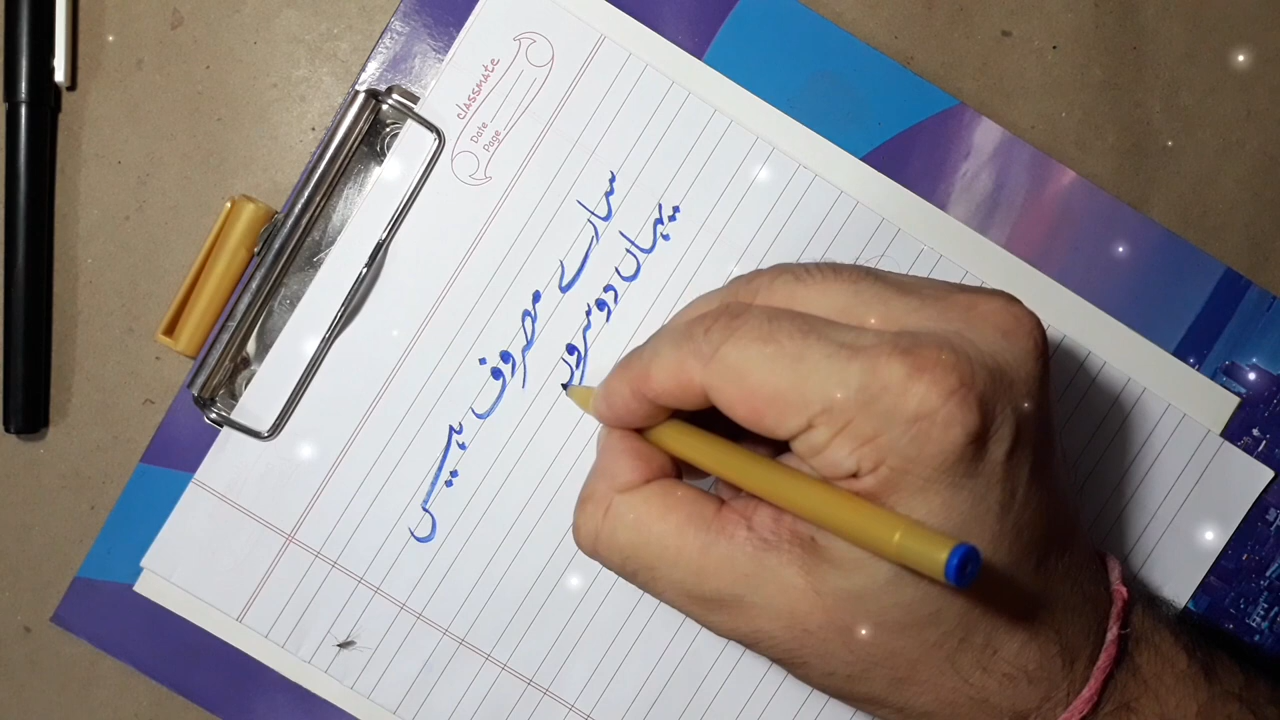 classmate
Date
Page
سارے مصروف ہیں
یہاں دوسروں